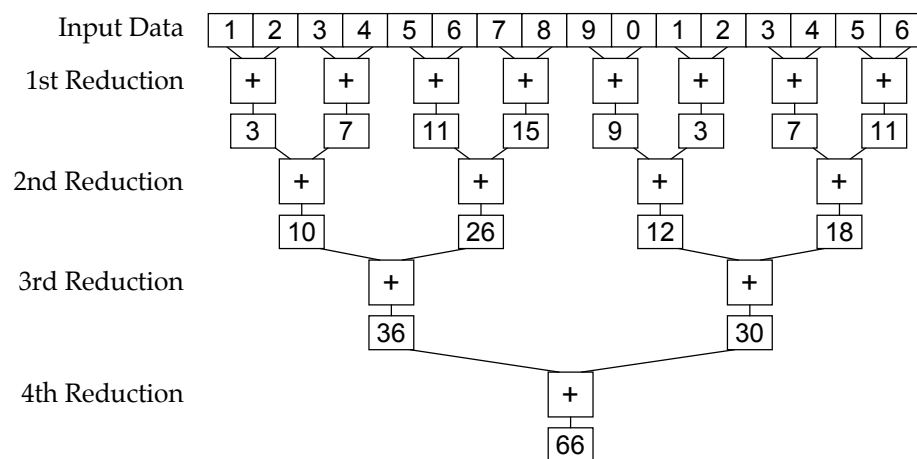 Input Data 1 2 3 4 5 6 7 8 9 0 1 2 3 4 5 6
1st Reduction + + + + + + + +
3 7 11 15 9 3 7 11
2nd Reduction + + + +
10 26 12 18
3rd Reduction + +
36 30
4th Reduction +
66